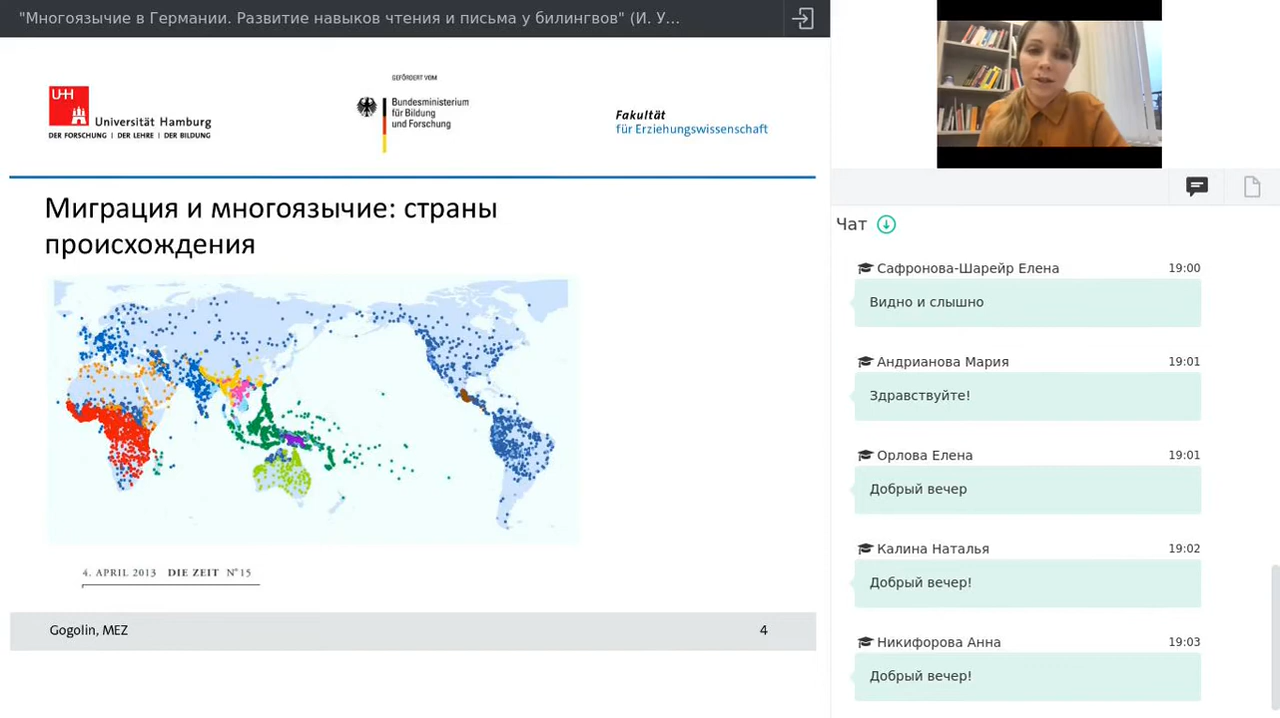 "Многоязычие в Германии. Развитие навыков чтения и письма у билингвов" (И. У...
UHH
Universität Hamburg
DER FORSCHUNG | DER LEHRE | DER BILDUNG
GEFÖRDERT VOM
Bundesministerium
für Bildung
und Forschung
Fakultät
für Erziehungswissenschaft
Миграция и многоязычие: страны
происхождения
4. APRIL 2013 DIE ZEIT N°15
Gogolin, MEZ
4
Чат
Сафронова-Шарейр Елена 19:00
Видно и слышно
Андрианова Мария 19:01
Здравствуйте!
Орлова Елена 19:01
Добрый вечер
Калина Наталья 19:02
Добрый вечер!
Никифорова Анна 19:03
Добрый вечер!